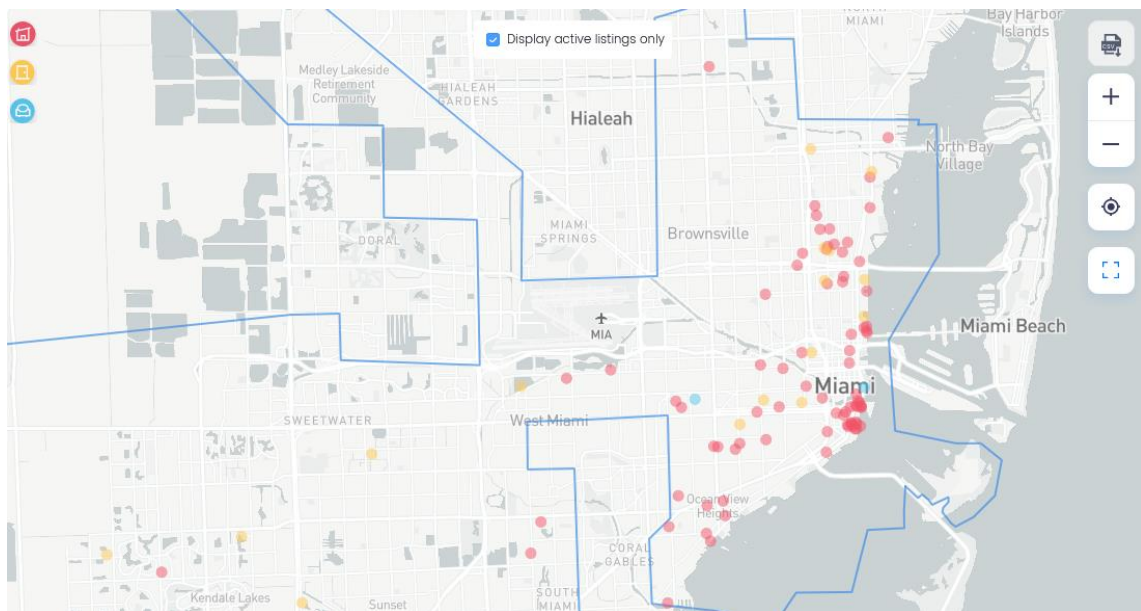 NORTH
MIAMI
Bay Harbor
Islands
Display active listings only
CSV
Medley Lakeside
Retirement
Community
HIALEAH
GARDENS
Hialeah
North Bay
Village
DORAL
MIAMI
SPRINGS
Brownsville
MIA
Miami Beach
Miami
SWEETWATER
West Miami
Ocean View
Heights
CORAL
GABLES
Kendale Lakes
Sunset
SOUTH
MIAMI